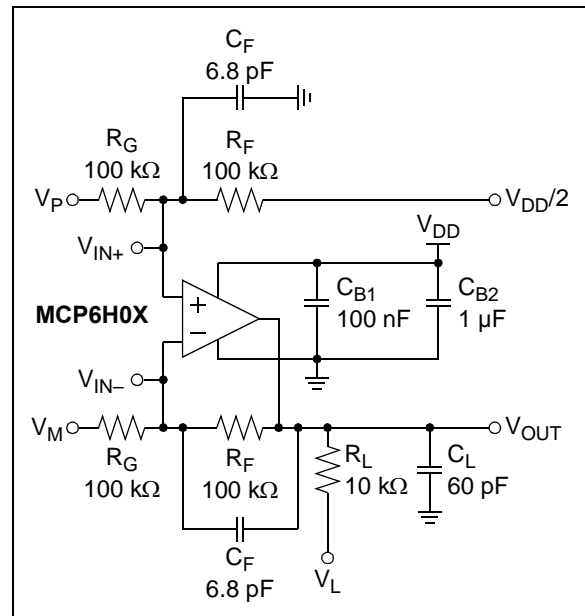 C_F
6.8 pF
R_G
100 kΩ
R_F
100 kΩ
V_P
V_DD/2
V_IN+
V_DD
MCP6H0X
C_B1
100 nF
C_B2
1 µF
V_IN–
V_M
V_OUT
R_G
100 kΩ
R_F
100 kΩ
R_L
10 kΩ
C_L
60 pF
C_F
6.8 pF
V_L